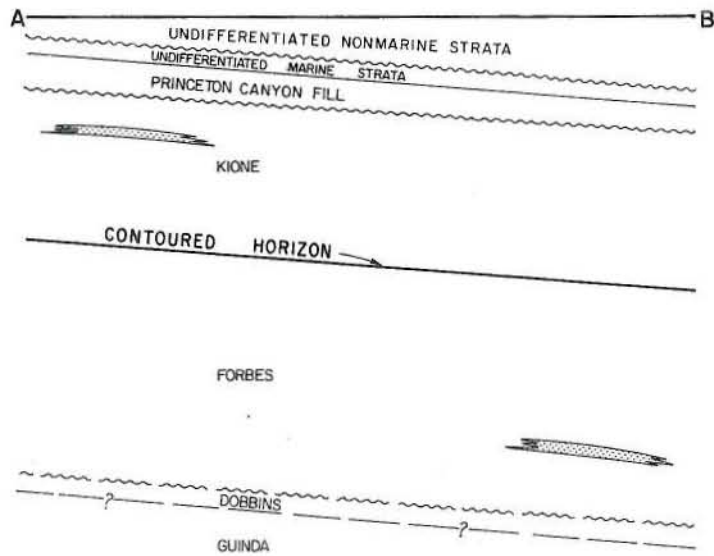 A B
UNDIFFERENTIATED NONMARINE STRATA
UNDIFFERENTIATED MARINE STRATA
PRINCETON CANYON FILL
KIONE
CONTOURED HORIZON
FORBES
DOBBINS
? ?
GUINDA